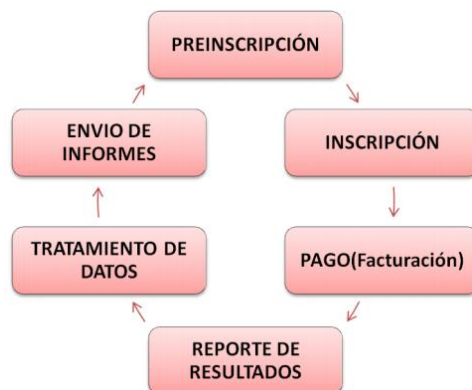 PREINSCRIPCIÓN
INSCRIPCIÓN
PAGO(Facturación)
REPORTE DE
RESULTADOS
TRATAMIENTO DE
DATOS
ENVIO DE
INFORMES